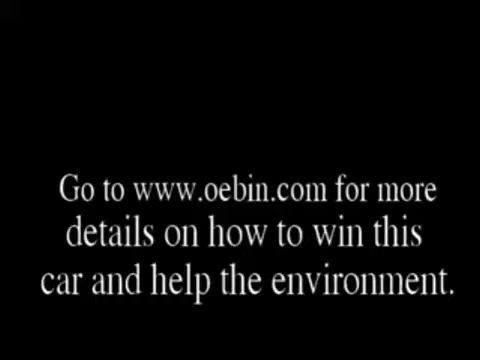 Go to www.oebin.com for more
details on how to win this
car and help the environment.